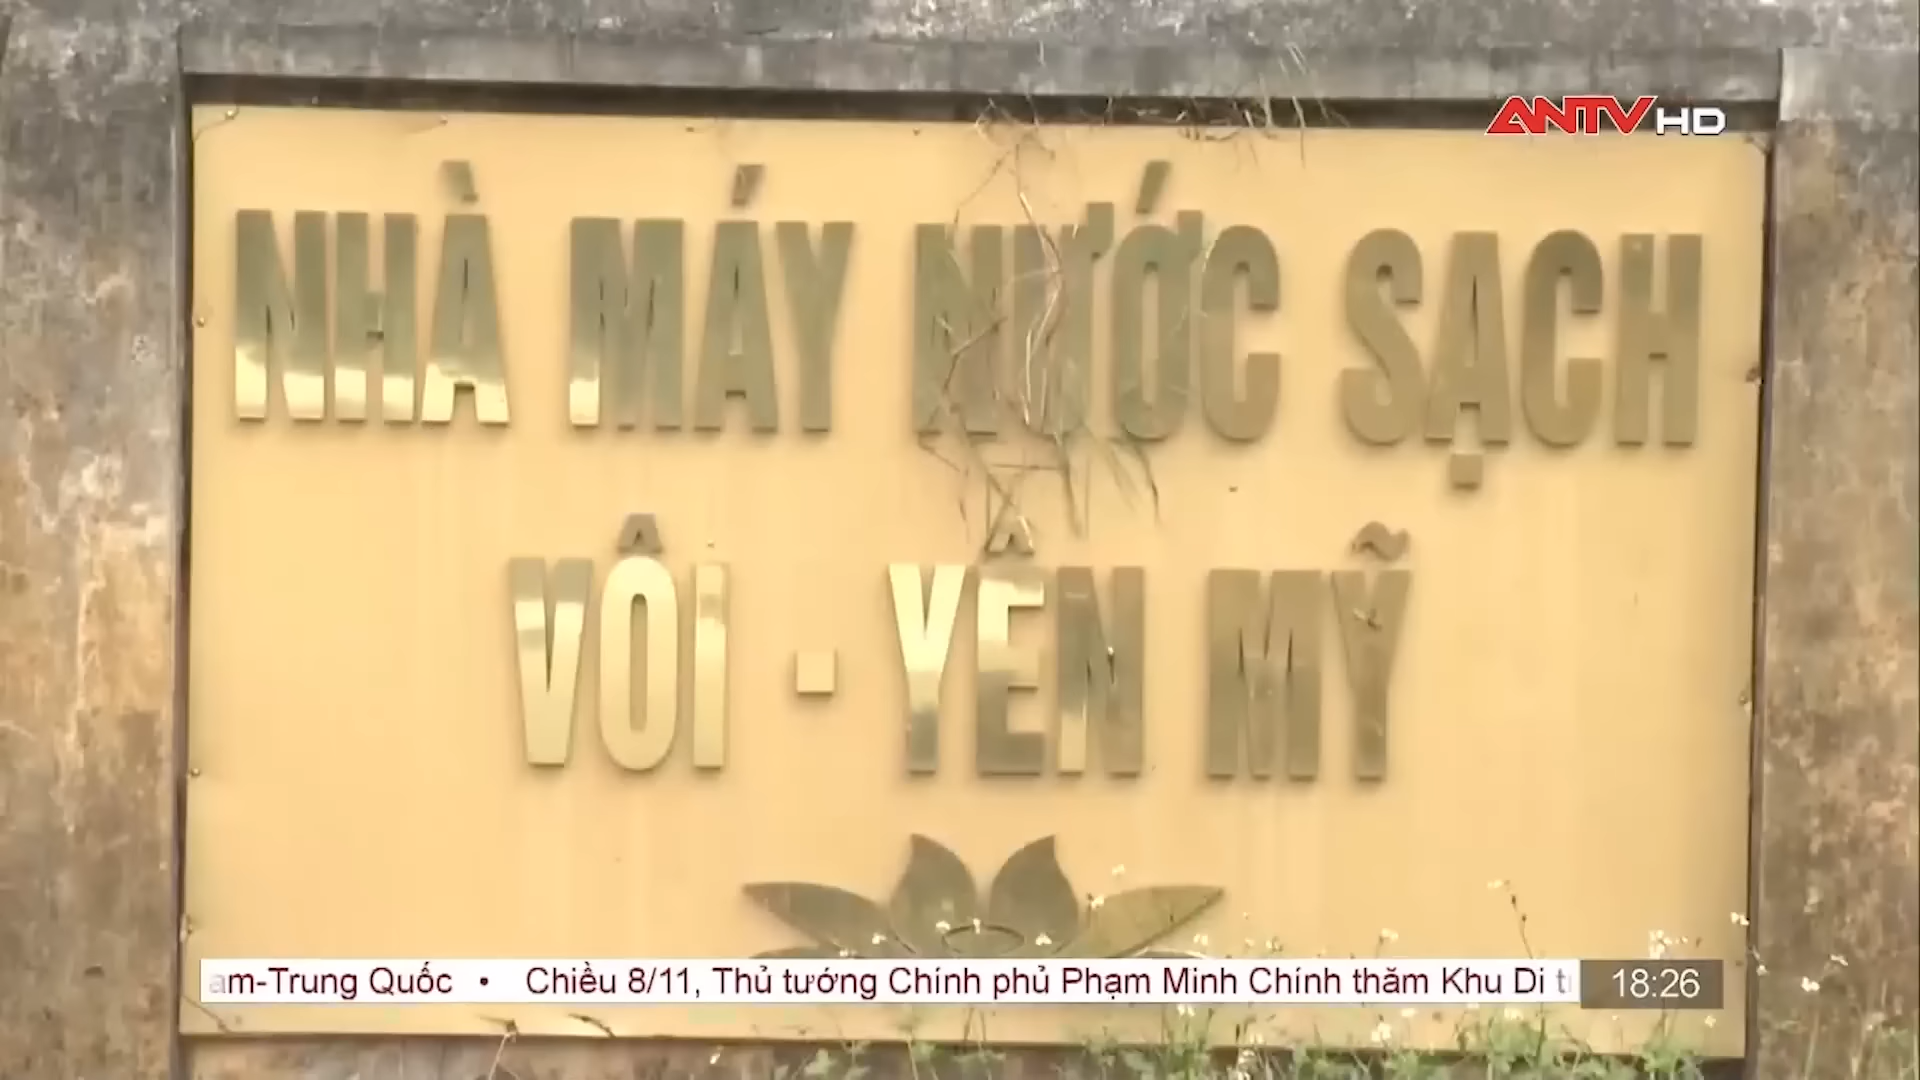 ANTV HD
NHÀ MÁY NƯỚC SẠCH
VÔI - YÊN MỸ
am-Trung Quốc • Chiều 8/11, Thủ tướng Chính phủ Phạm Minh Chính thăm Khu Di
18:26